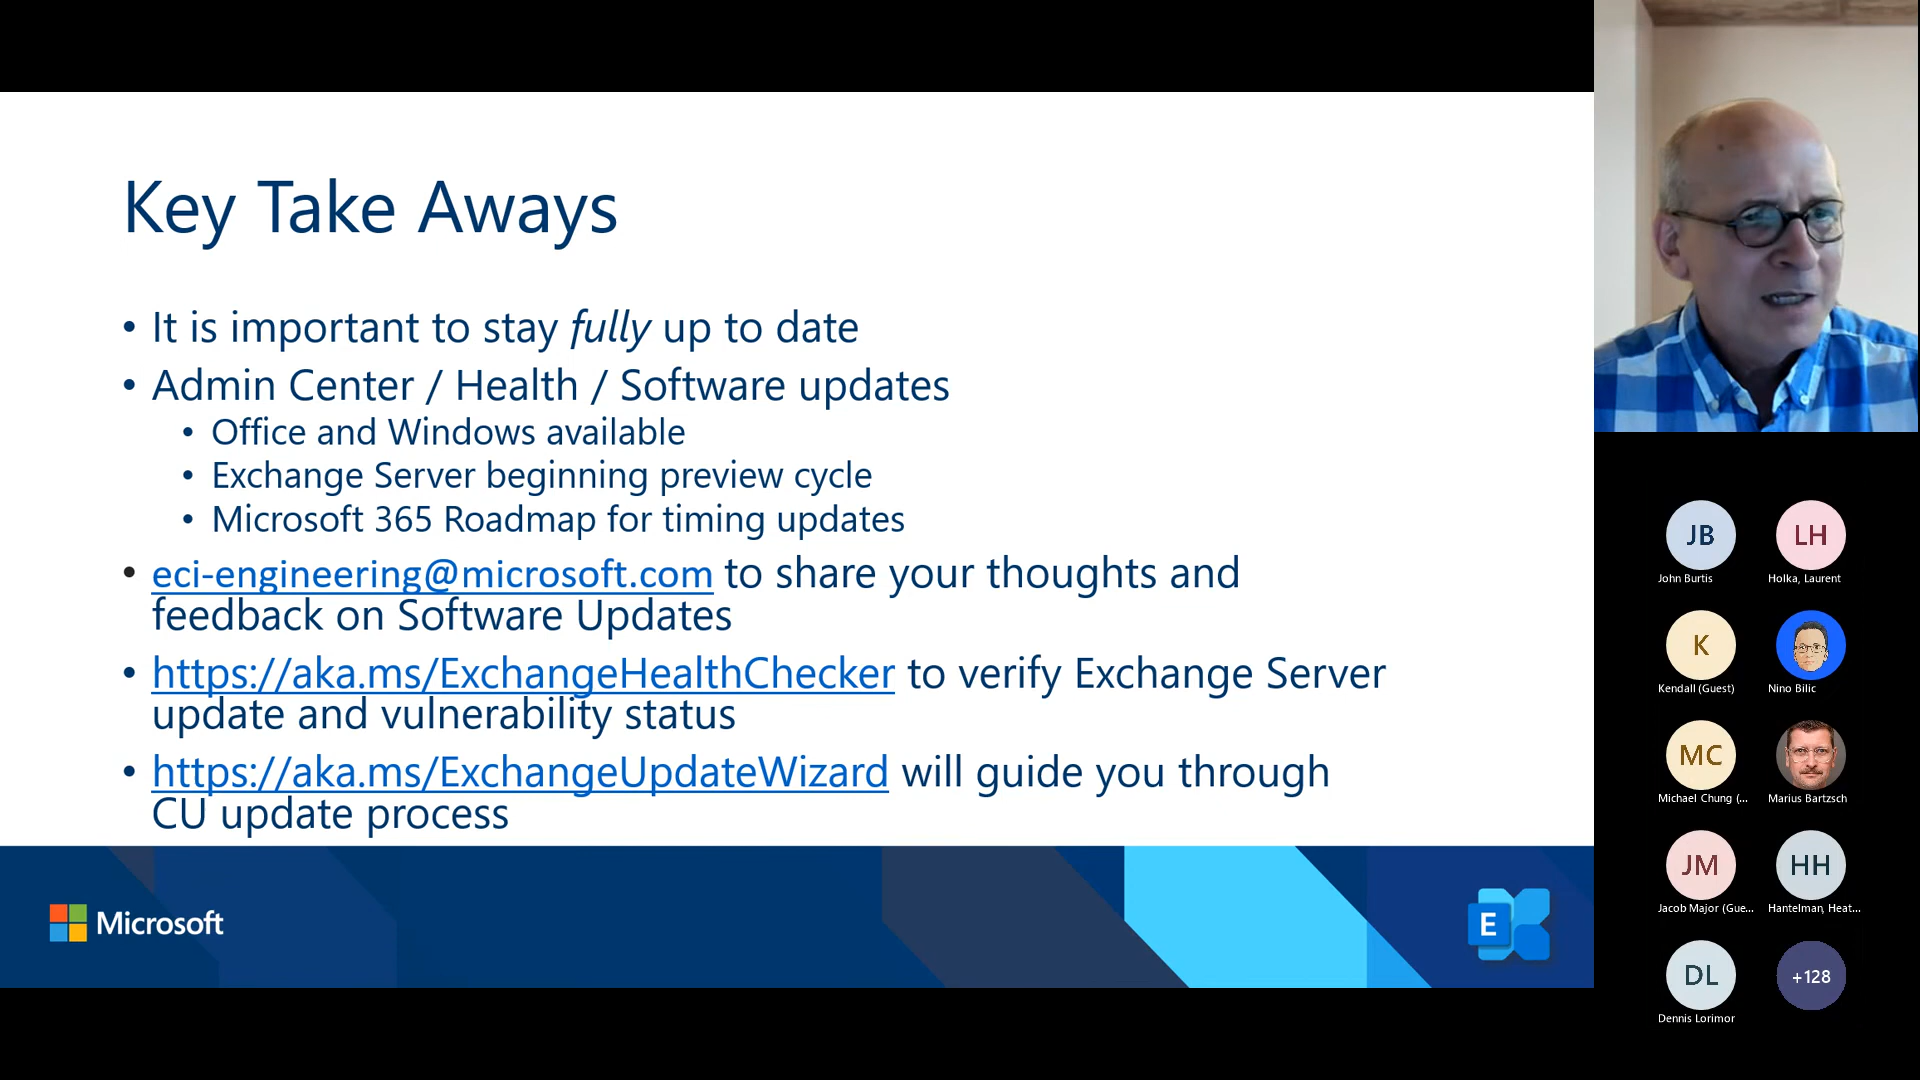 Key Take Aways
• It is important to stay fully up to date
• Admin Center / Health / Software updates
• Office and Windows available
• Exchange Server beginning preview cycle
• Microsoft 365 Roadmap for timing updates
• eci-engineering@microsoft.com to share your thoughts and
feedback on Software Updates
• https://aka.ms/ExchangeHealthChecker to verify Exchange Server
update and vulnerability status
• https://aka.ms/ExchangeUpdateWizard will guide you through
CU update process
Microsoft
E
JB
LH
John Burtis
Holka, Laurent
K
Kendall (Guest)
Nino Bilic
MC
Michael Chung (...
Marius Bartzsch
JM
HH
Jacob Major (Gue...
Hantelman, Heat...
DL
+128
Dennis Lorimor